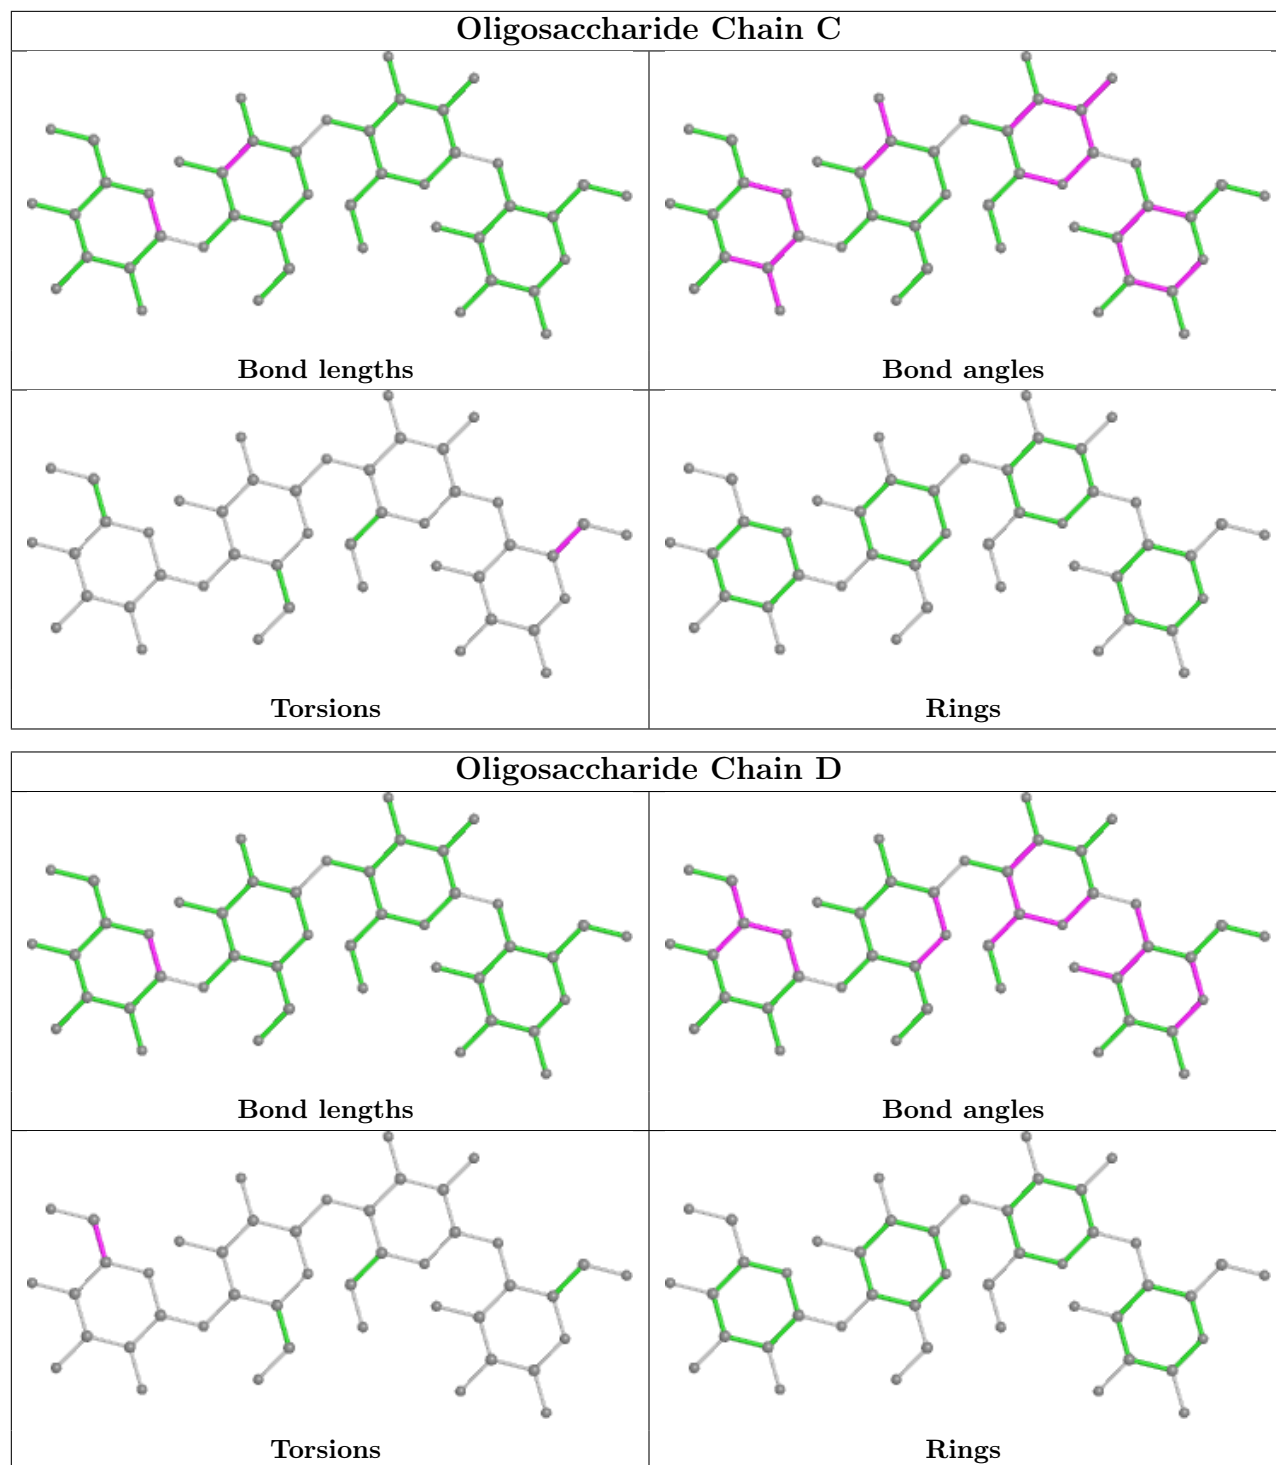 Oligosaccharide Chain C
Bond lengths
Bond angles
Torsions
Rings
Oligosaccharide Chain D
Bond lengths
Bond angles
Torsions
Rings